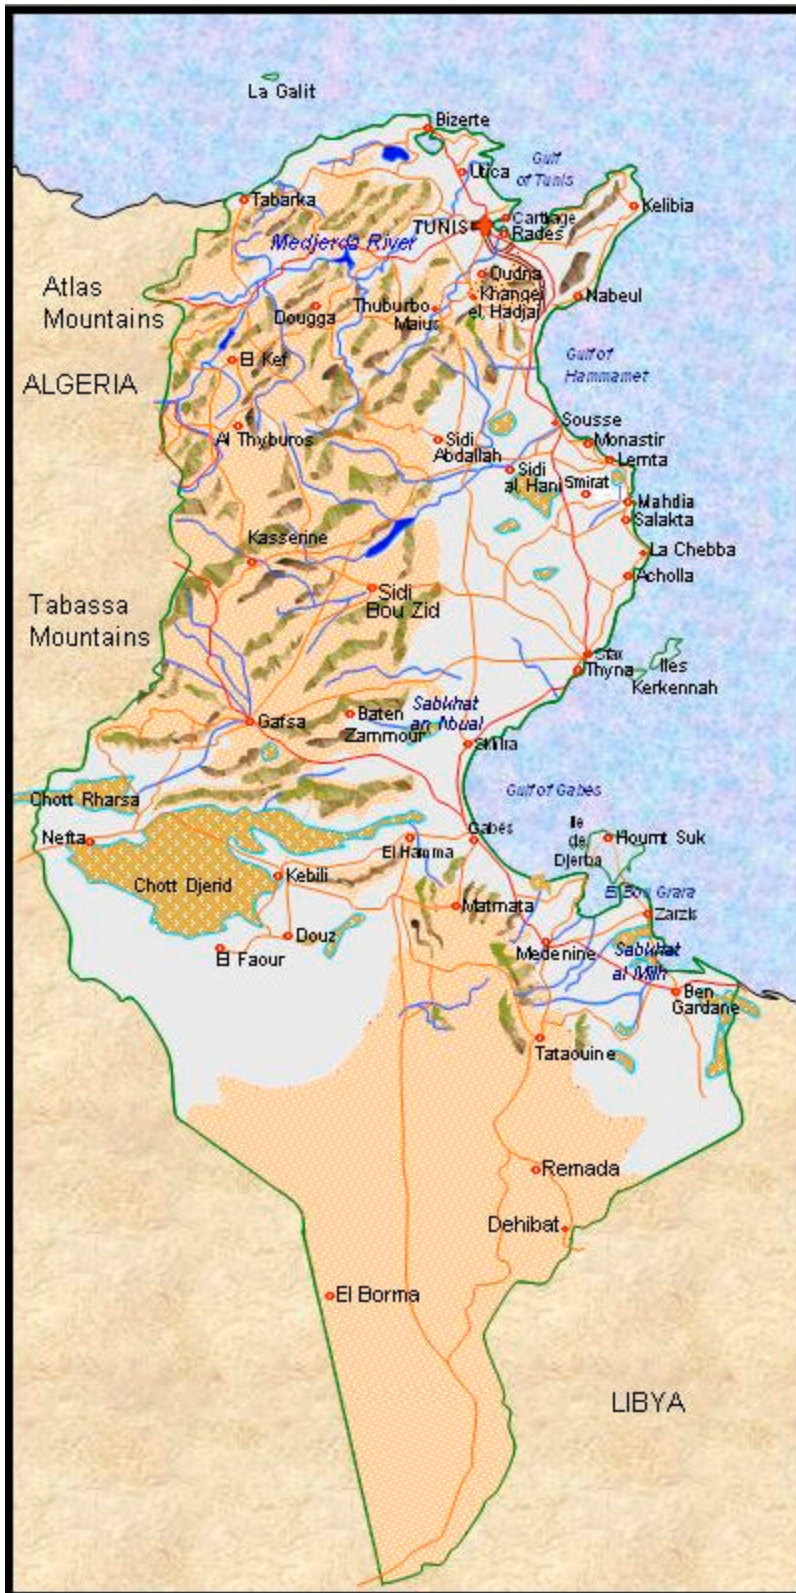 La Galit
Bizerte
Utica
Gulf
of Tunis
Tabarka
Kelibia
Carthage
TUNIS
Rades
Medjerda River
Oudna
Atlas
Mountains
Khangei
el Hadjaj
Nabeul
Dougga
Thuburbo
Maius
Gulf of
Hammamet
El Kef
ALGERIA
Sousse
Al Thyburos
Sidi
Abdallah
Monastir
Lemta
Sidi
al Hani
Smirat
Mahdia
Salakta
Kasserine
La Chebba
Acholla
Tabassa
Mountains
Sidi
Bou Zid
Sfax
Thyna
Iles
Kerkennah
Sabkhat
an Nbual
Baten
Zammour
Gafsa
Skhira
Gulf of Gabès
Chott Rharsa
Nefta
Gabès
El Hamma
Ile
de
Djerba
Houmt Suk
Chott Djerid
Kebili
El Bou Grara
Matmata
Zarzis
Douz
El Faour
Medenine
Sabkhat
al Milh
Ben
Gardane
Tataouine
Remada
Dehibat
El Borma
LIBYA